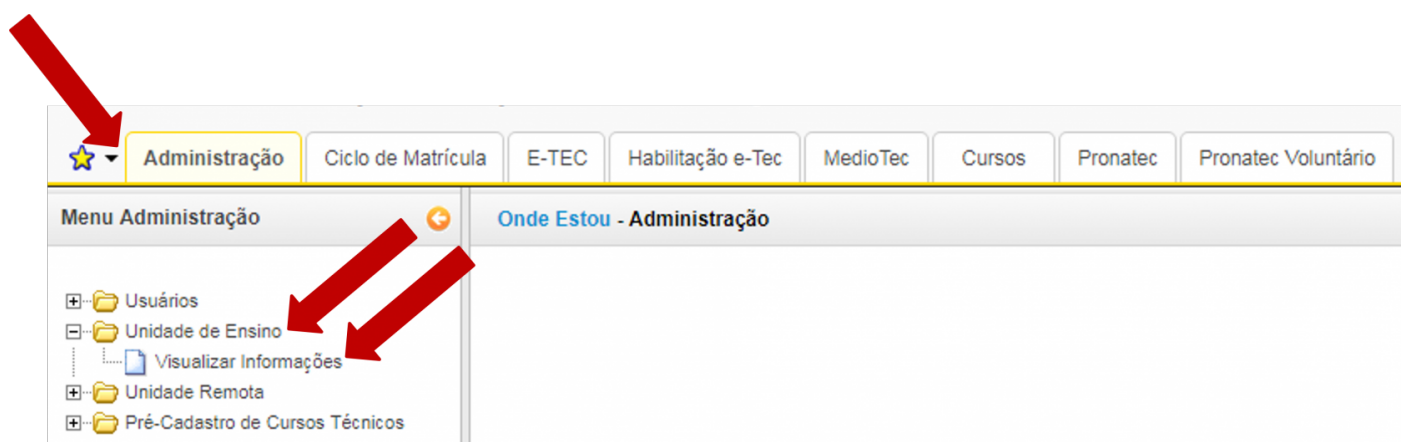 Administração Ciclo de Matrícula E-TEC Habilitação e-Tec MedioTec Cursos Pronatec Pronatec Voluntário
Menu Administração
Onde Estou - Administração
Usuários
Unidade de Ensino
Visualizar Informações
Unidade Remota
Pré-Cadastro de Cursos Técnicos